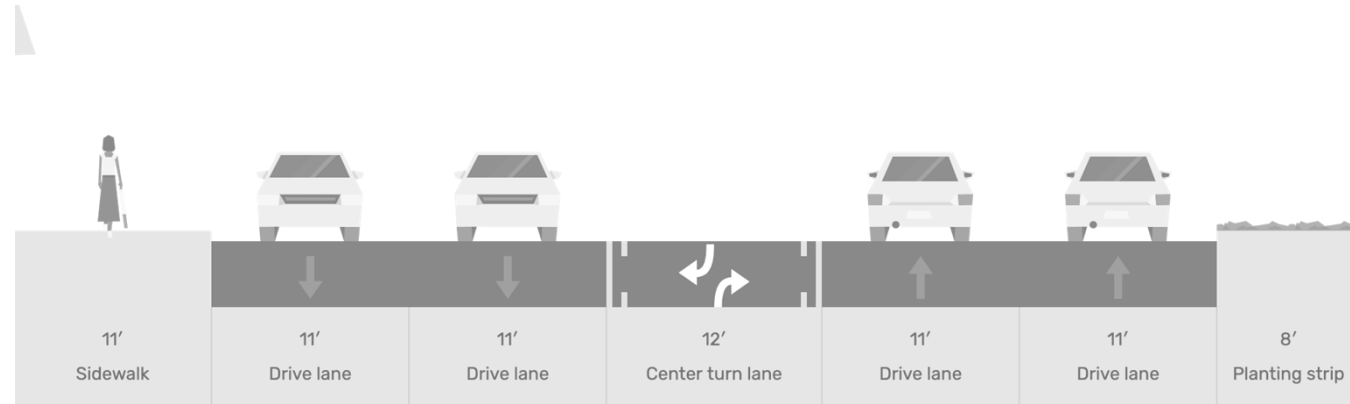 11′
Sidewalk
11′
Drive lane
11′
Drive lane
12′
Center turn lane
11′
Drive lane
11′
Drive lane
8′
Planting strip